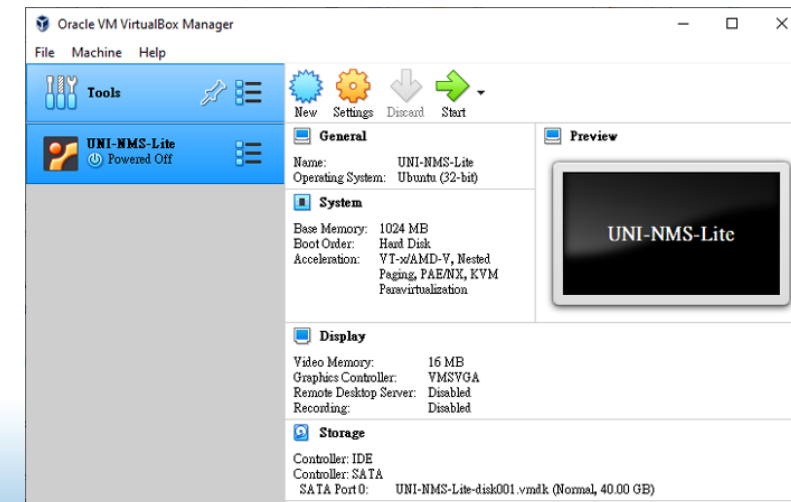 Oracle VM VirtualBox Manager
File Machine Help
Tools
New Settings Discard Start
UNI-NMS-Lite
Powered Off
General
Name: UNI-NMS-Lite
Operating System: Ubuntu (32-bit)
Preview
UNI-NMS-Lite
System
Base Memory: 1024 MB
Boot Order: Hard Disk
Acceleration: VT-x/AMD-V, Nested
Paging, PAE/NX, KVM
Paravirtualization
Display
Video Memory: 16 MB
Graphics Controller: VMSVGA
Remote Desktop Server: Disabled
Recording: Disabled
Storage
Controller: IDE
Controller: SATA
SATA Port 0: UNI-NMS-Lite-disk001.vmdk (Normal, 40.00 GB)